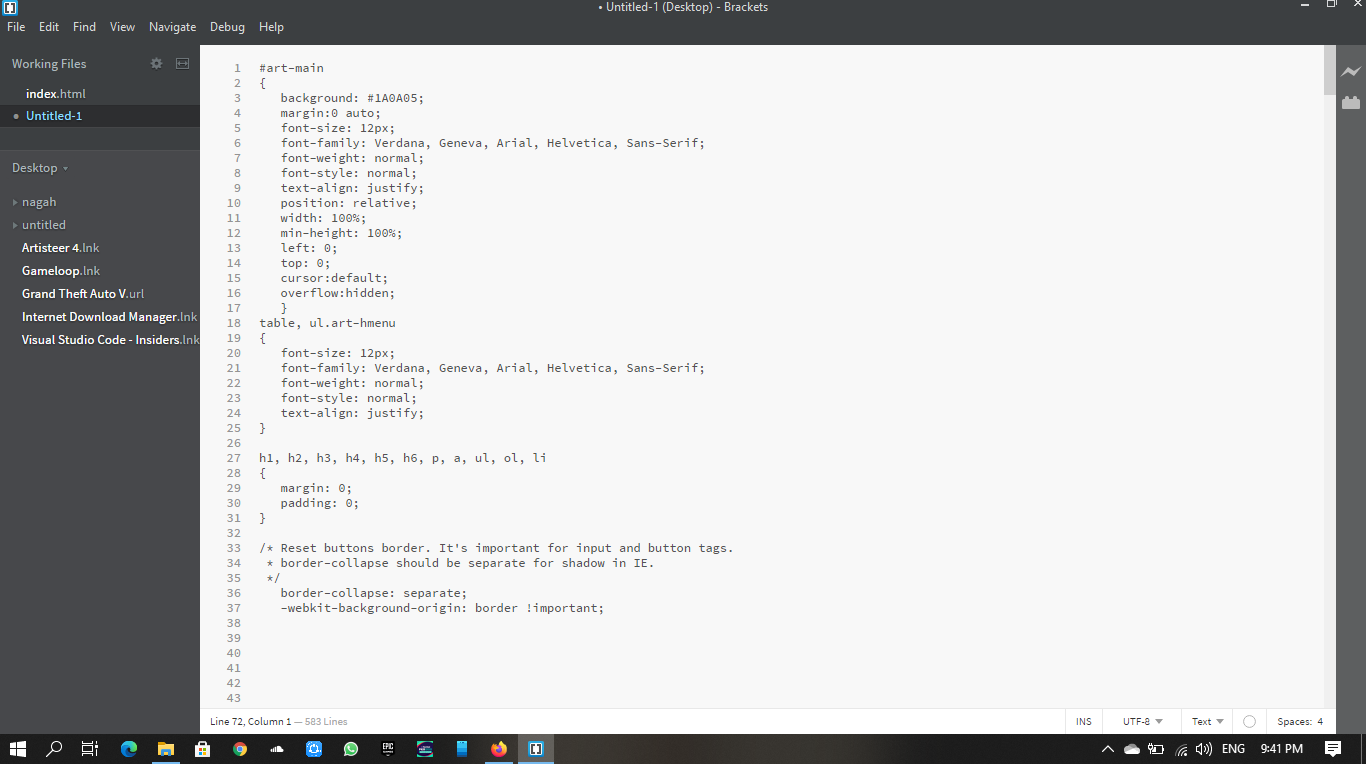 • Untitled-1 (Desktop) - Brackets
File Edit Find View Navigate Debug Help
Working Files
index.html
• Untitled-1
Desktop
nagah
untitled
Artisteer 4.lnk
Gameloop.lnk
Grand Theft Auto V.url
Internet Download Manager.lnk
Visual Studio Code - Insiders.lnk
1 #art-main
2 {
3 background: #1A0A05;
4 margin:0 auto;
5 font-size: 12px;
6 font-family: Verdana, Geneva, Arial, Helvetica, Sans-Serif;
7 font-weight: normal;
8 font-style: normal;
9 text-align: justify;
10 position: relative;
11 width: 100%;
12 min-height: 100%;
13 left: 0;
14 top: 0;
15 cursor:default;
16 overflow:hidden;
17 }
18 table, ul.art-hmenu
19 {
20 font-size: 12px;
21 font-family: Verdana, Geneva, Arial, Helvetica, Sans-Serif;
22 font-weight: normal;
23 font-style: normal;
24 text-align: justify;
25 }
26
27 h1, h2, h3, h4, h5, h6, p, a, ul, ol, li
28 {
29 margin: 0;
30 padding: 0;
31 }
32
33 /* Reset buttons border. It's important for input and button tags.
34 * border-collapse should be separate for shadow in IE.
35 */
36 border-collapse: separate;
37 -webkit-background-origin: border !important;
38
39
40
41
42
43
Line 72, Column 1 — 583 Lines
INS UTF-8 Text Spaces: 4
EPIC
ENG 9:41 PM